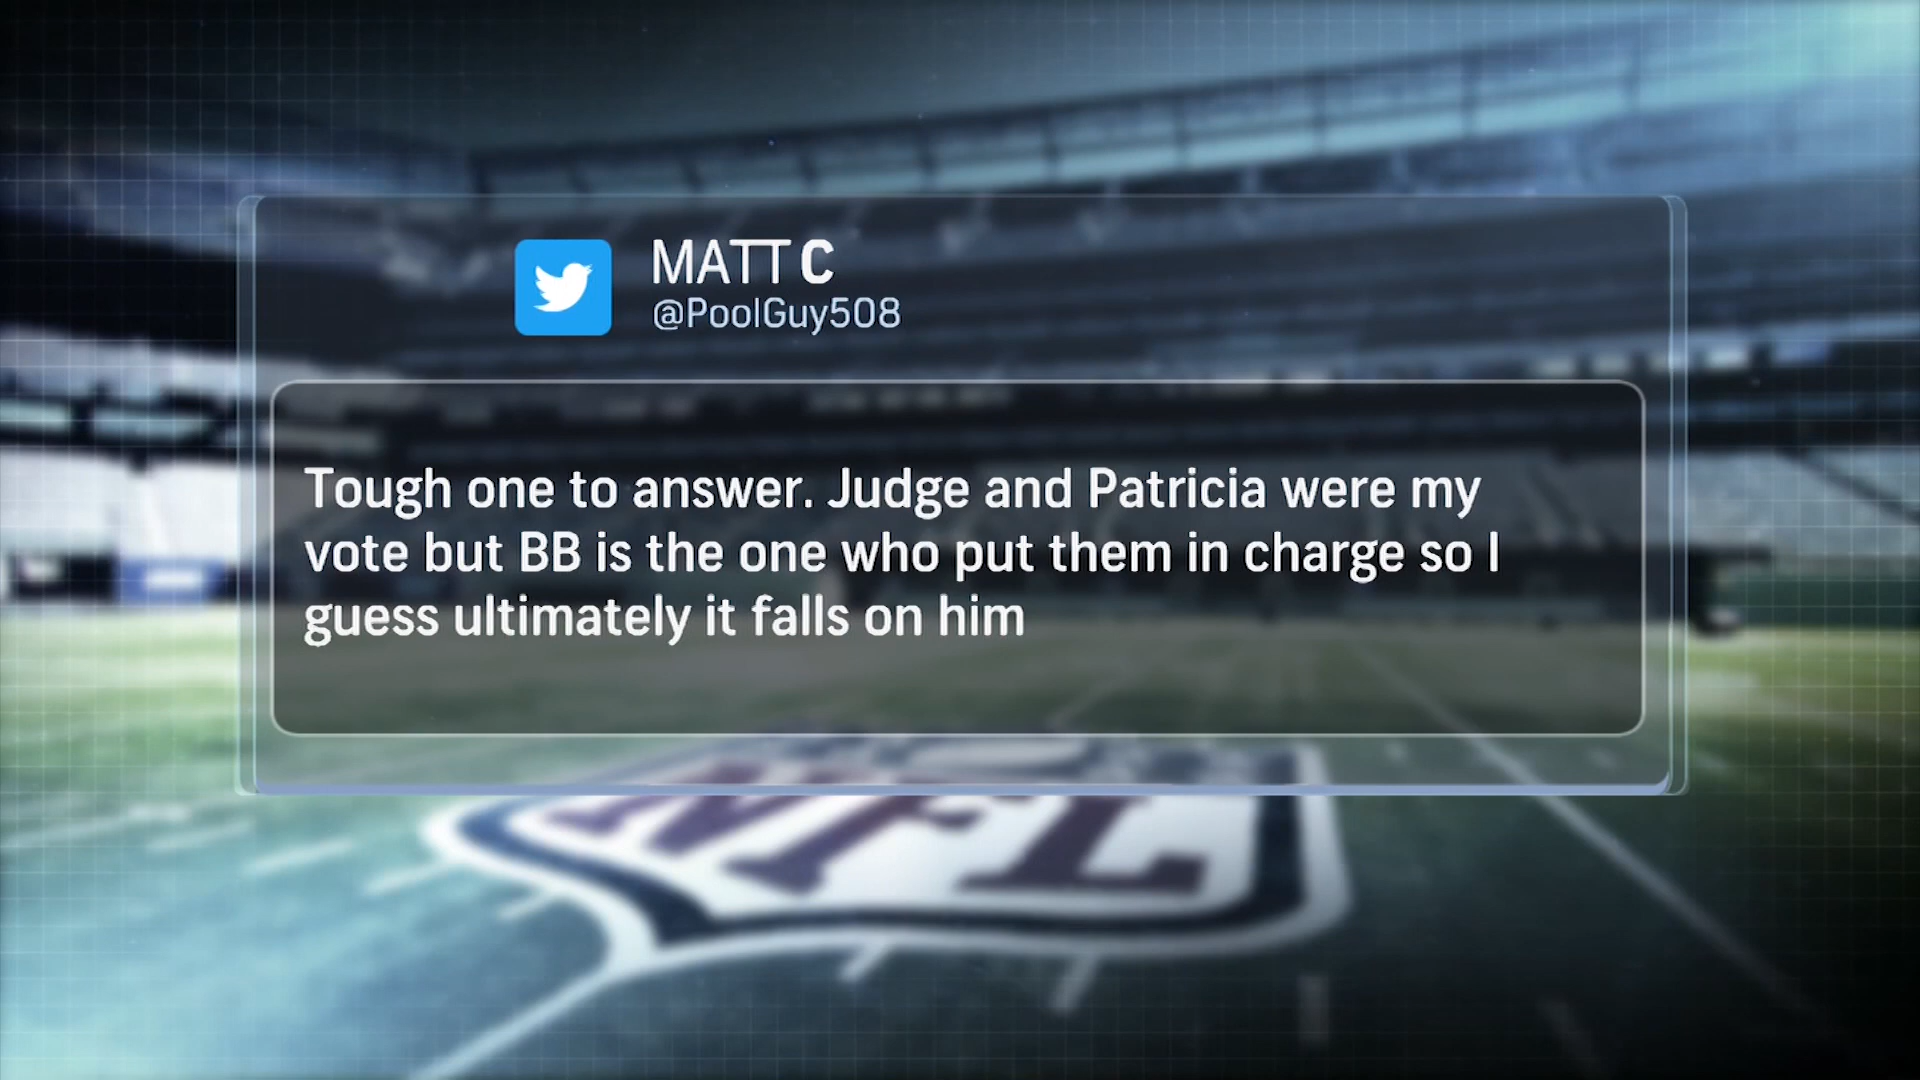 MATT C
@PoolGuy508
Tough one to answer. Judge and Patricia were my
vote but BB is the one who put them in charge so I
guess ultimately it falls on him
NFL